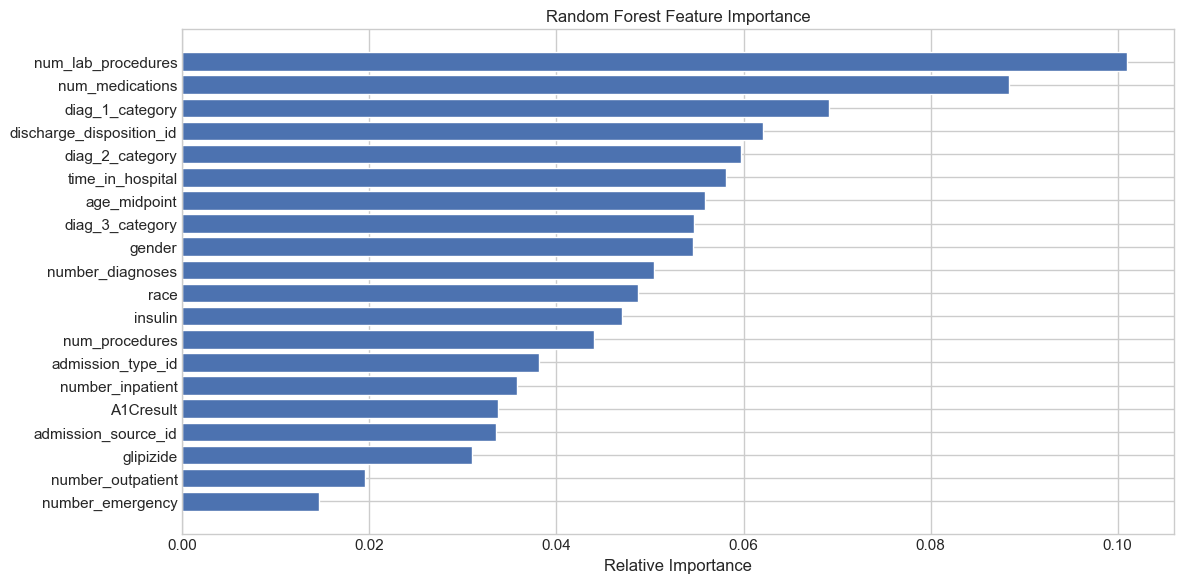 Random Forest Feature Importance
num_lab_procedures
num_medications
diag_1_category
discharge_disposition_id
diag_2_category
time_in_hospital
age_midpoint
diag_3_category
gender
number_diagnoses
race
insulin
num_procedures
admission_type_id
number_inpatient
A1Cresult
admission_source_id
glipizide
number_outpatient
number_emergency
0.00 0.02 0.04 0.06 0.08 0.10
Relative Importance